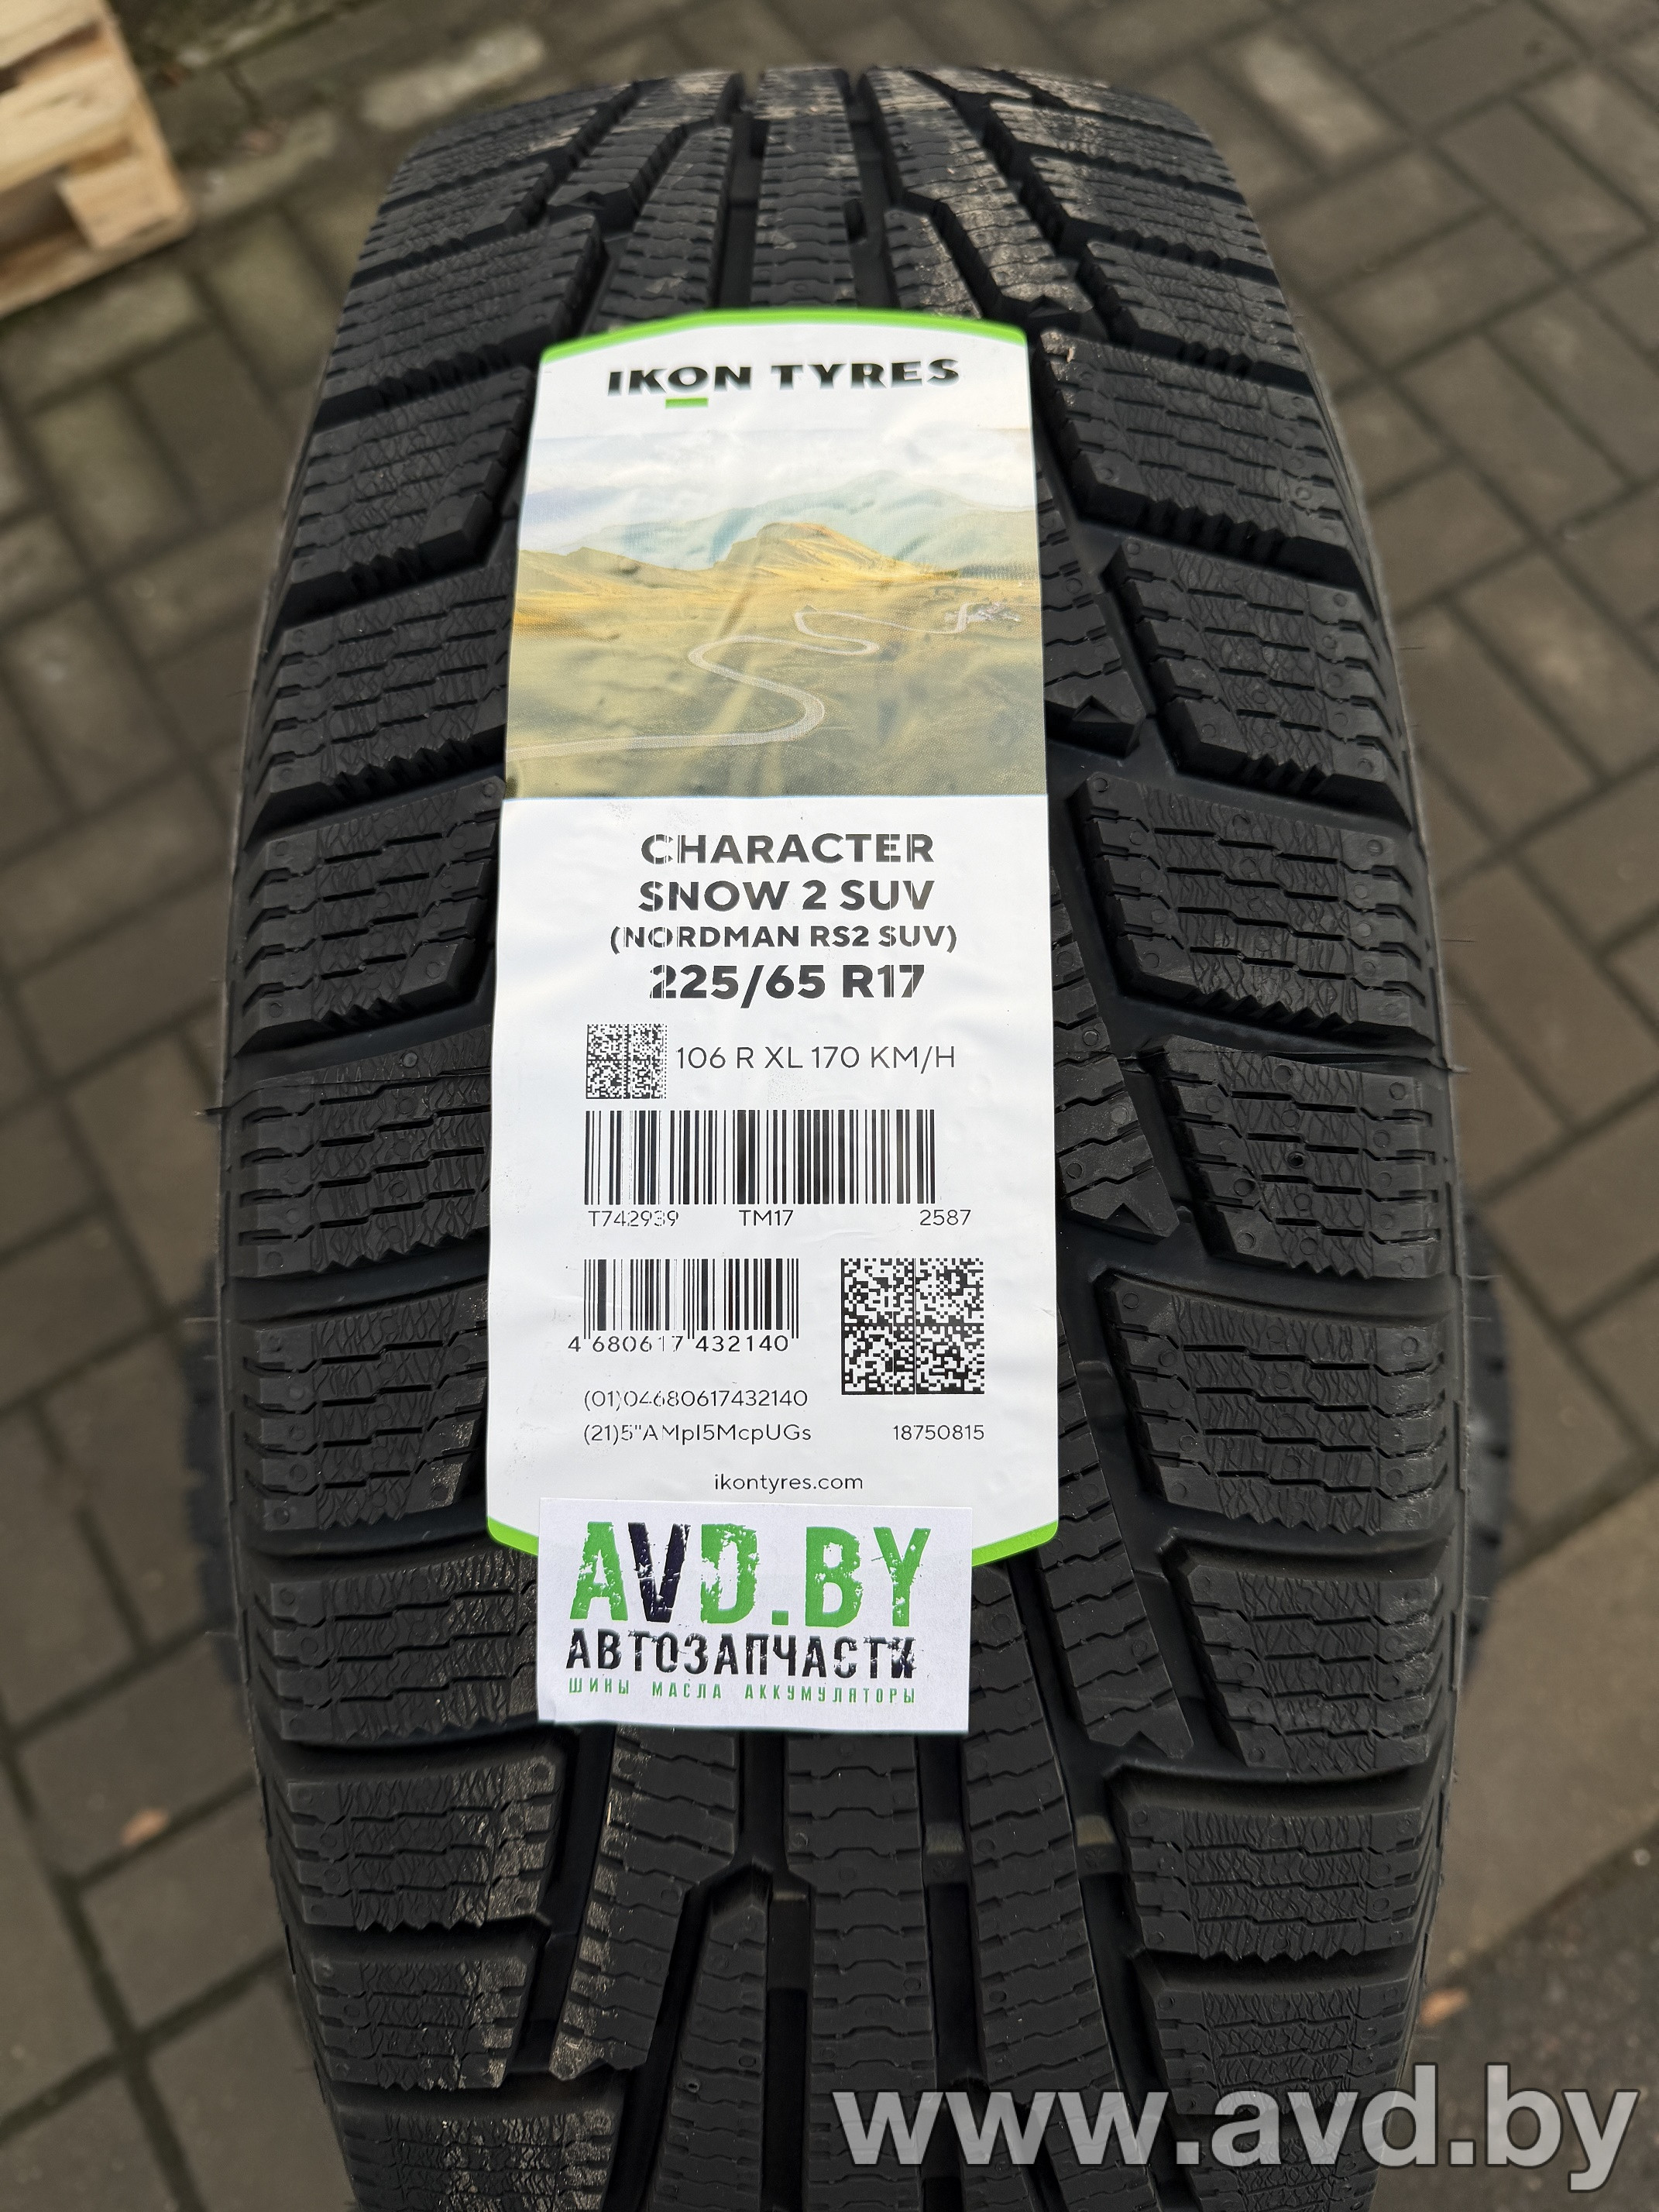 IKON TYRES
CHARACTER
SNOW 2 SUV
(NORDMAN RS2 SUV)
225/65 R17
106 R XL 170 KM/H
T742939 TM17 2587
4 680617 432140
(01)04680617432140
(21)5"AMpI5McpUGs 18750815
ikontyres.com
AVD.BY
АВТОЗАПЧАСТИ
ШИНЫ МАСЛА АККУМУЛЯТОРЫ
www.avd.by